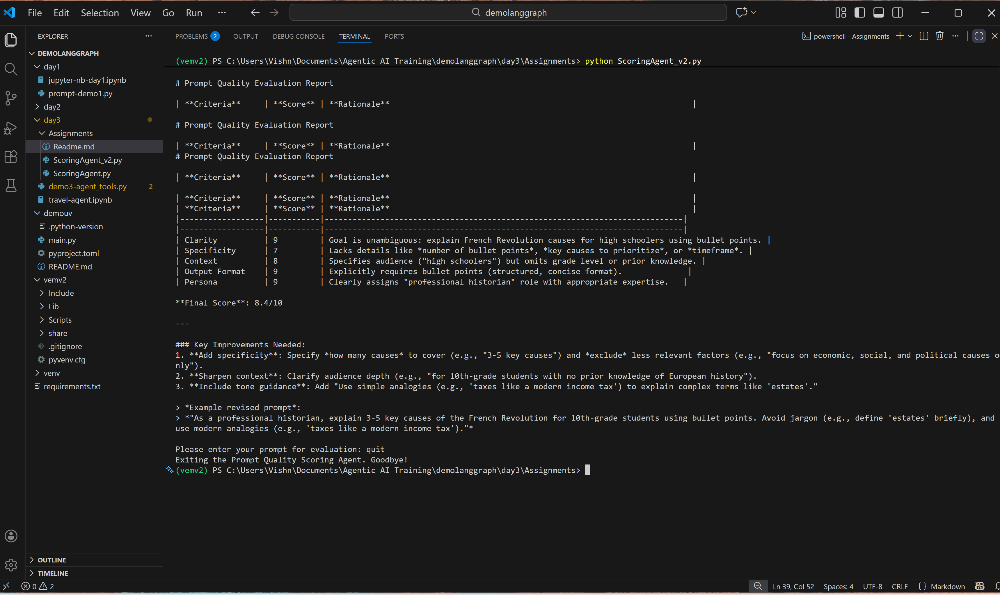 File Edit Selection View Go Run ··· demolanggraph
EXPLORER ···
DEMOLANGGRAPH
day1
jupyter-nb-day1.ipynb
prompt-demo1.py
day2
day3
Assignments
Readme.md
ScoringAgent_v2.py
ScoringAgent.py
demo3-agent_tools.py 2
travel-agent.ipynb
demouv
.python-version
main.py
pyproject.toml
README.md
vemv2
Include
Lib
Scripts
share
.gitignore
pyvenv.cfg
venv
requirements.txt
OUTLINE
TIMELINE
PROBLEMS 2 OUTPUT DEBUG CONSOLE TERMINAL PORTS powershell - Assignments ···
(vemv2) PS C:\Users\Vishn\Documents\Agentic AI Training\demolanggraph\day3\Assignments> python ScoringAgent_v2.py
# Prompt Quality Evaluation Report
| **Criteria** | **Score** | **Rationale** |
# Prompt Quality Evaluation Report
| **Criteria** | **Score** | **Rationale** |
# Prompt Quality Evaluation Report
| **Criteria** | **Score** | **Rationale** |
| **Criteria** | **Score** | **Rationale** |
| **Criteria** | **Score** | **Rationale** |
|------------------|-----------|-----------------------------------------------------------------------------|
|------------------|-----------|-----------------------------------------------------------------------------|
| Clarity | 9 | Goal is unambiguous: explain French Revolution causes for high schoolers using bullet points. |
| Specificity | 7 | Lacks details like *number of bullet points*, *key causes to prioritize*, or *timeframe*. |
| Context | 8 | Specifies audience ("high schoolers") but omits grade level or prior knowledge. |
| Output Format | 9 | Explicitly requires bullet points (structured, concise format). |
| Persona | 9 | Clearly assigns "professional historian" role with appropriate expertise. |
**Final Score**: 8.4/10
---
### Key Improvements Needed:
1. **Add specificity**: Specify *how many causes* to cover (e.g., "3-5 key causes") and *exclude* less relevant factors (e.g., "focus on economic, social, and political causes o
nly").
2. **Sharpen context**: Clarify audience depth (e.g., "for 10th-grade students with no prior knowledge of European history").
3. **Include tone guidance**: Add "Use simple analogies (e.g., 'taxes like a modern income tax') to explain complex terms like 'estates'."
> *Example revised prompt*:
> *"As a professional historian, explain 3-5 key causes of the French Revolution for 10th-grade students using bullet points. Avoid jargon (e.g., define 'estates' briefly), and
use modern analogies (e.g., 'taxes like a modern income tax')."*
Please enter your prompt for evaluation: quit
Exiting the Prompt Quality Scoring Agent. Goodbye!
(vemv2) PS C:\Users\Vishn\Documents\Agentic AI Training\demolanggraph\day3\Assignments>
0 2 Ln 39, Col 52 Spaces: 4 UTF-8 CRLF { } Markdown